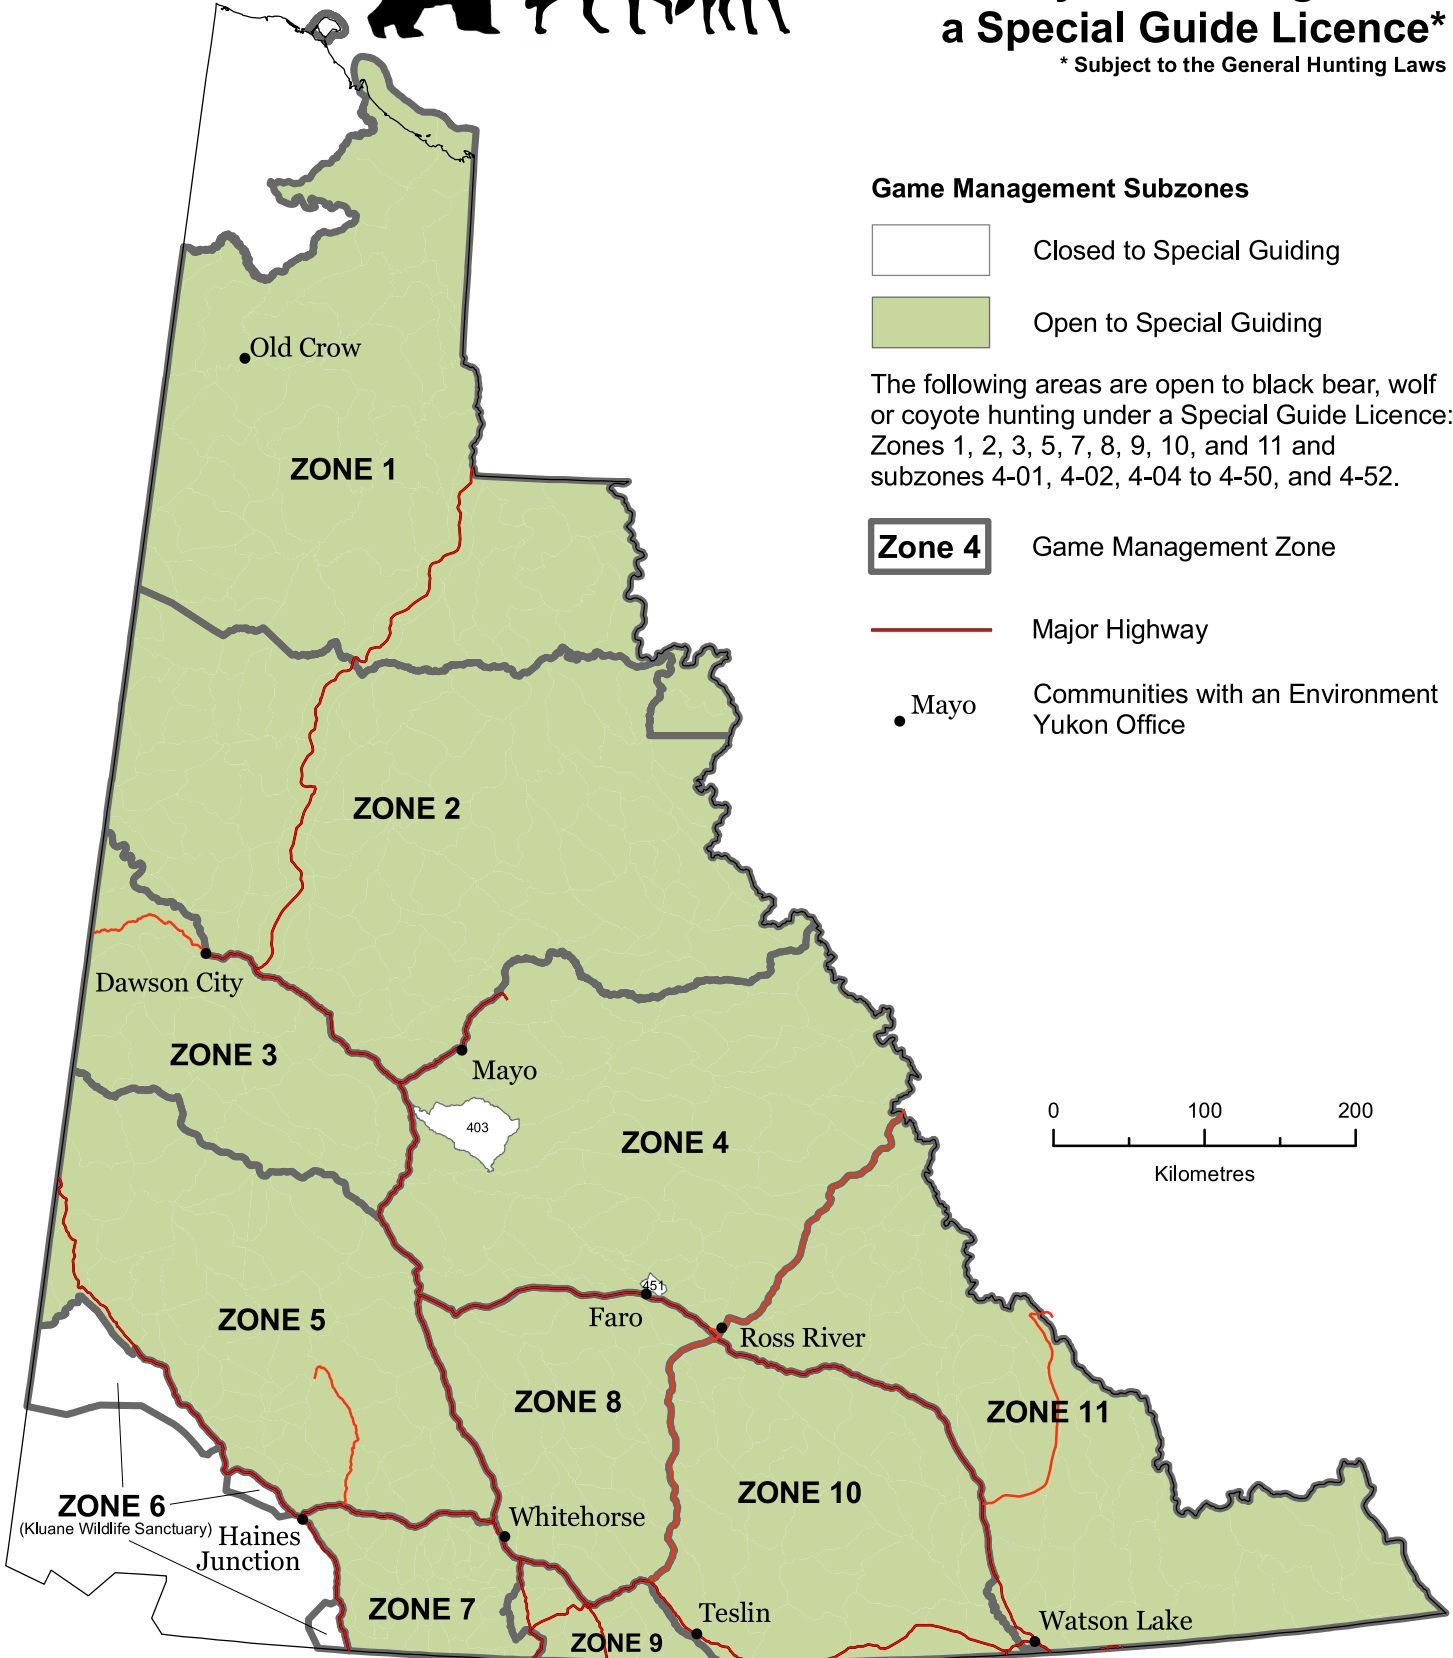 a Special Guide Licence*
* Subject to the General Hunting Laws
Game Management Subzones
Closed to Special Guiding
Open to Special Guiding
The following areas are open to black bear, wolf
or coyote hunting under a Special Guide Licence:
Zones 1, 2, 3, 5, 7, 8, 9, 10, and 11 and
subzones 4-01, 4-02, 4-04 to 4-50, and 4-52.
Zone 4
Game Management Zone
Major Highway
Mayo
Communities with an Environment
Yukon Office
Old Crow
ZONE 1
ZONE 2
Dawson City
ZONE 3
Mayo
403
ZONE 4
0 100 200
Kilometres
451
Faro
ZONE 5
Ross River
ZONE 8
ZONE 11
ZONE 10
ZONE 6
(Kluane Wildlife Sanctuary)
Haines
Junction
Whitehorse
ZONE 7
Teslin
ZONE 9
Watson Lake